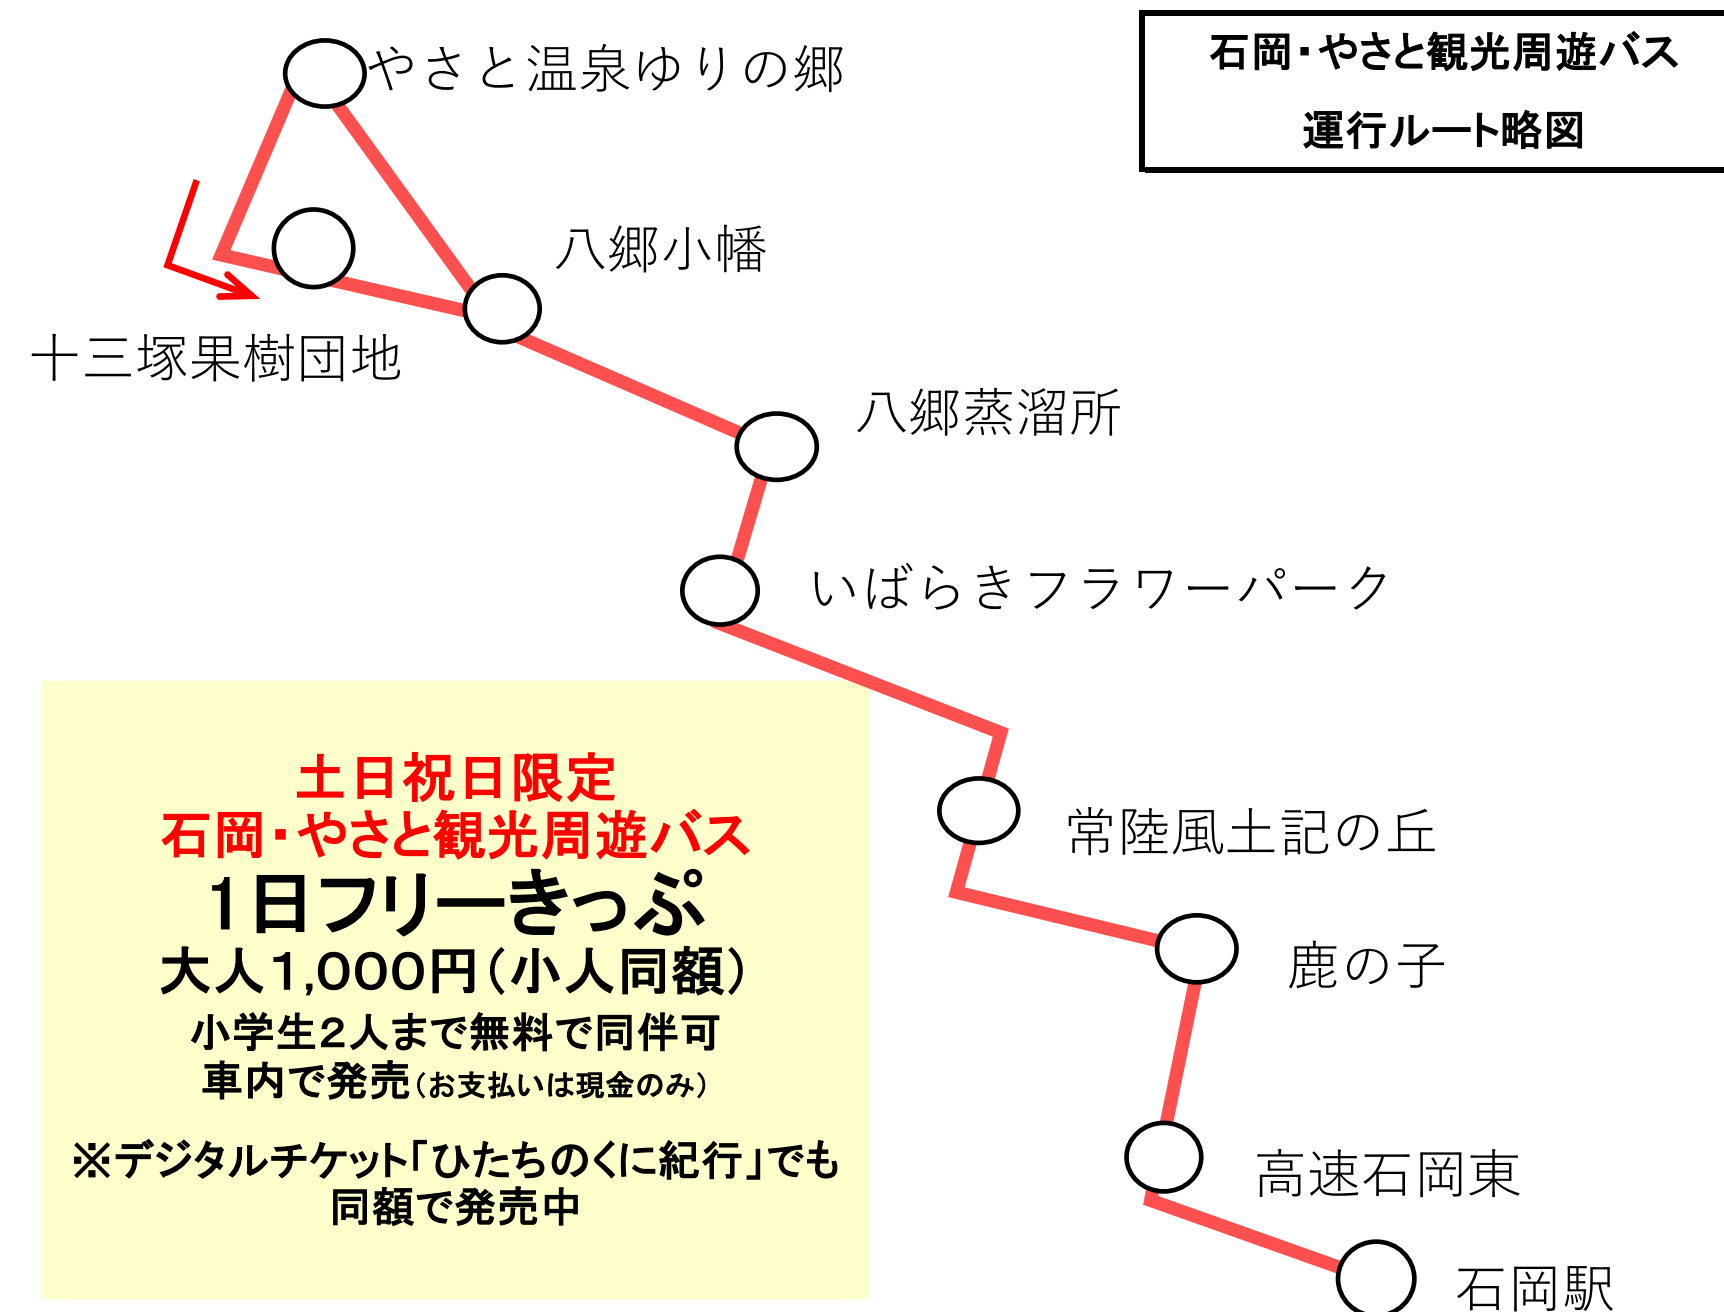 石岡・やさと観光周遊バス
運行ルート略図
やさと温泉ゆりの郷
八郷小幡
十三塚果樹団地
八郷蒸溜所
いばらきフラワーパーク
常陸風土記の丘
鹿の子
高速石岡東
石岡駅
土日祝日限定
石岡・やさと観光周遊バス
1日フリーきっぷ
大人1,000円(小人同額)
小学生2人まで無料で同伴可
車内で発売(お支払いは現金のみ)
※デジタルチケット「ひたちのくに紀行」でも
同額で発売中